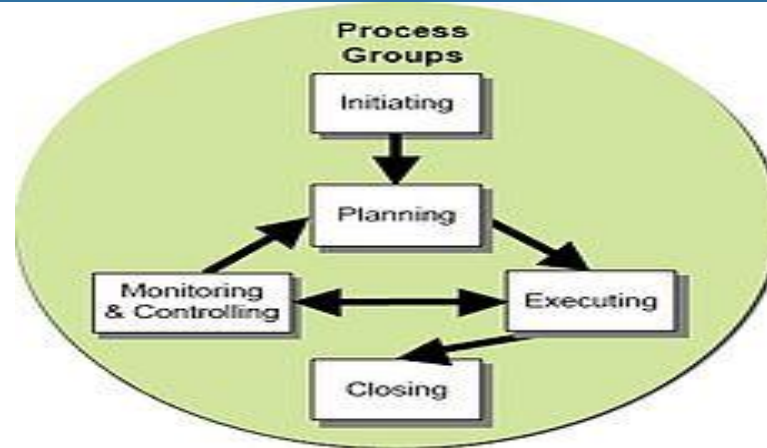 Process
Groups
Initiating
Planning
Monitoring
& Controlling
Executing
Closing